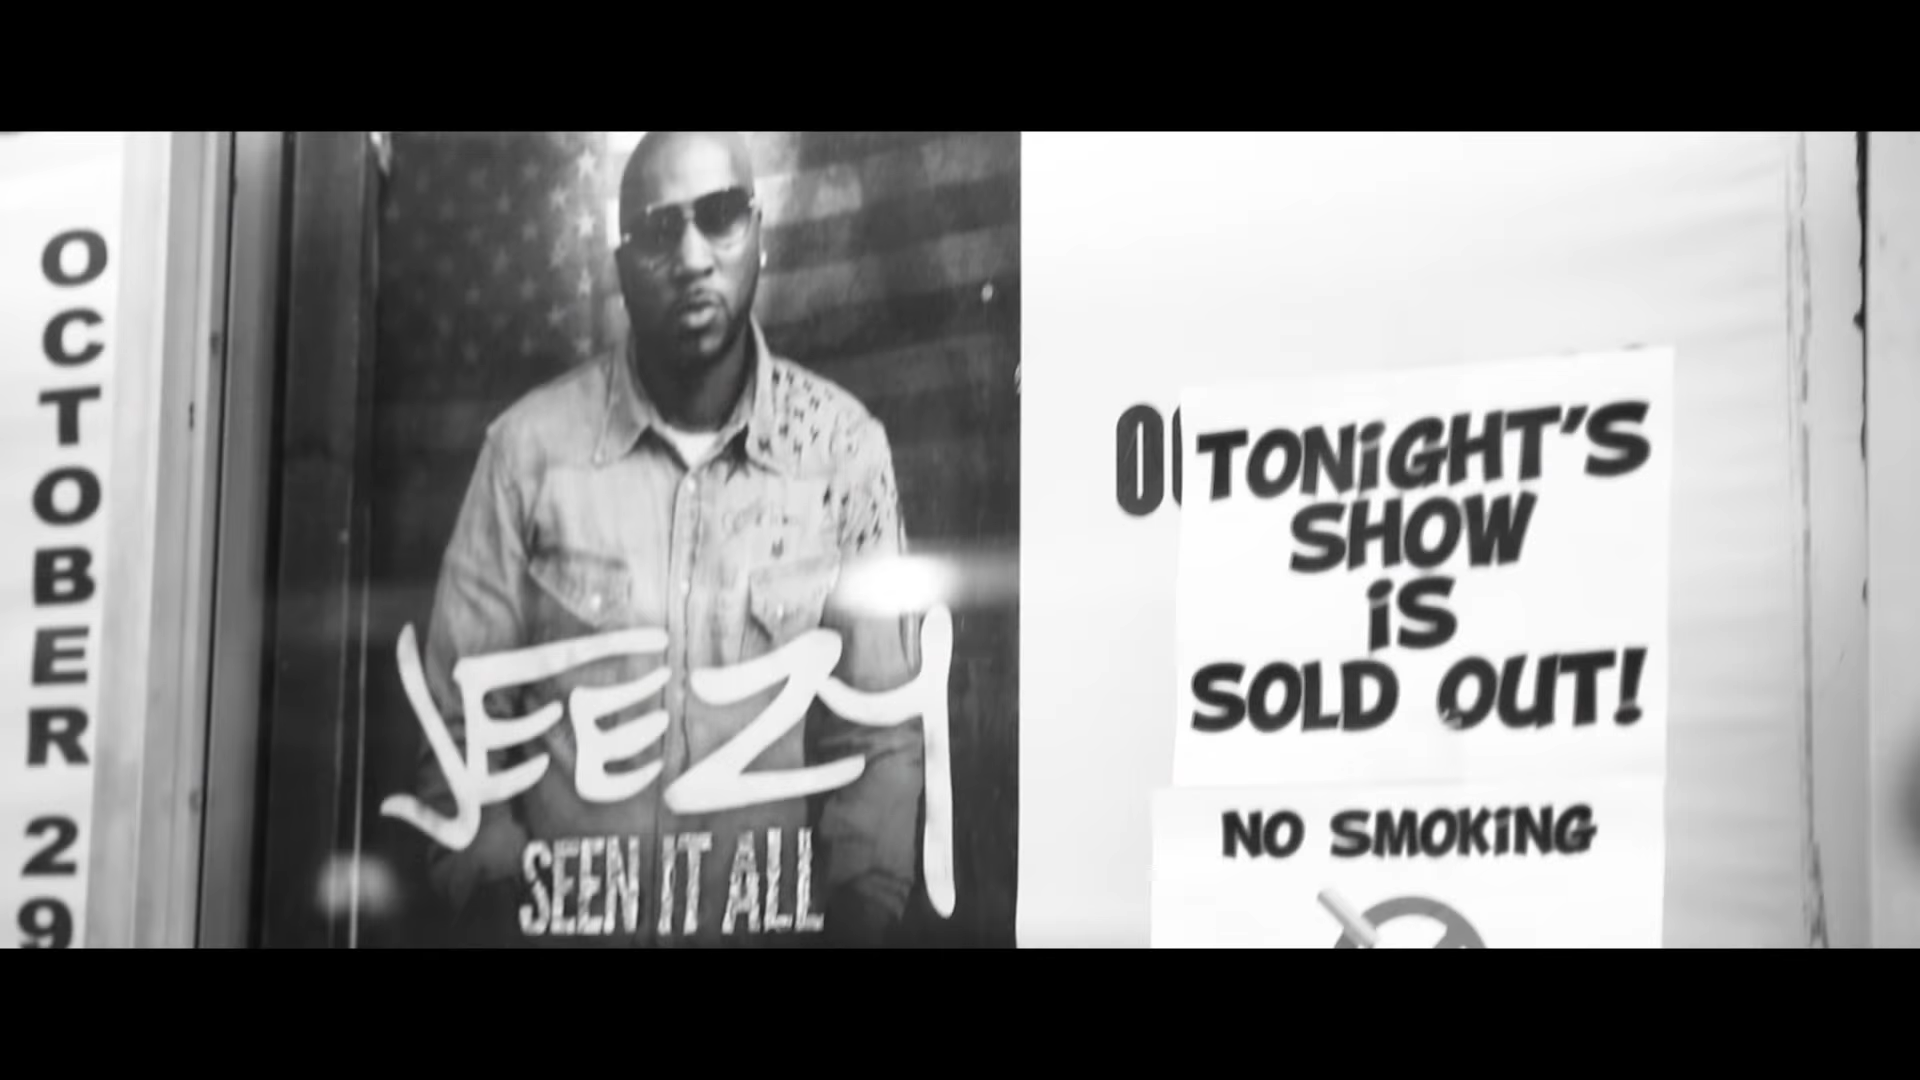 OCTOBER 29
JEEZY
SEEN IT ALL
TONiGHT'S
SHOW
iS
SOLD OUT!
NO SMOKiNG